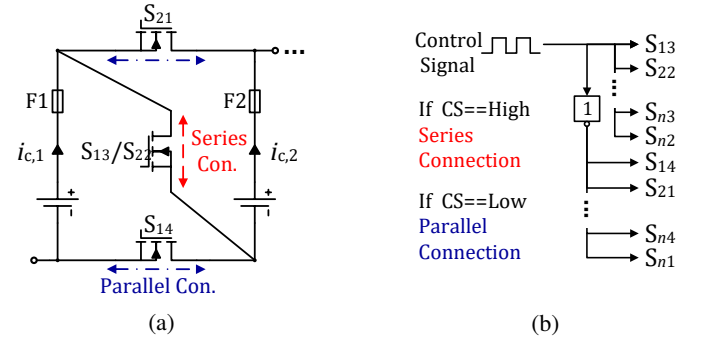 S21
F1
F2
ic,1
S13/S22
Series
Con.
ic,2
+
+
S14
Parallel Con.
(a)
Control
Signal
S13
S22
If CS==High
Series
Connection
1
Sn3
Sn2
S14
S21
If CS==Low
Parallel
Connection
Sn4
Sn1
(b)